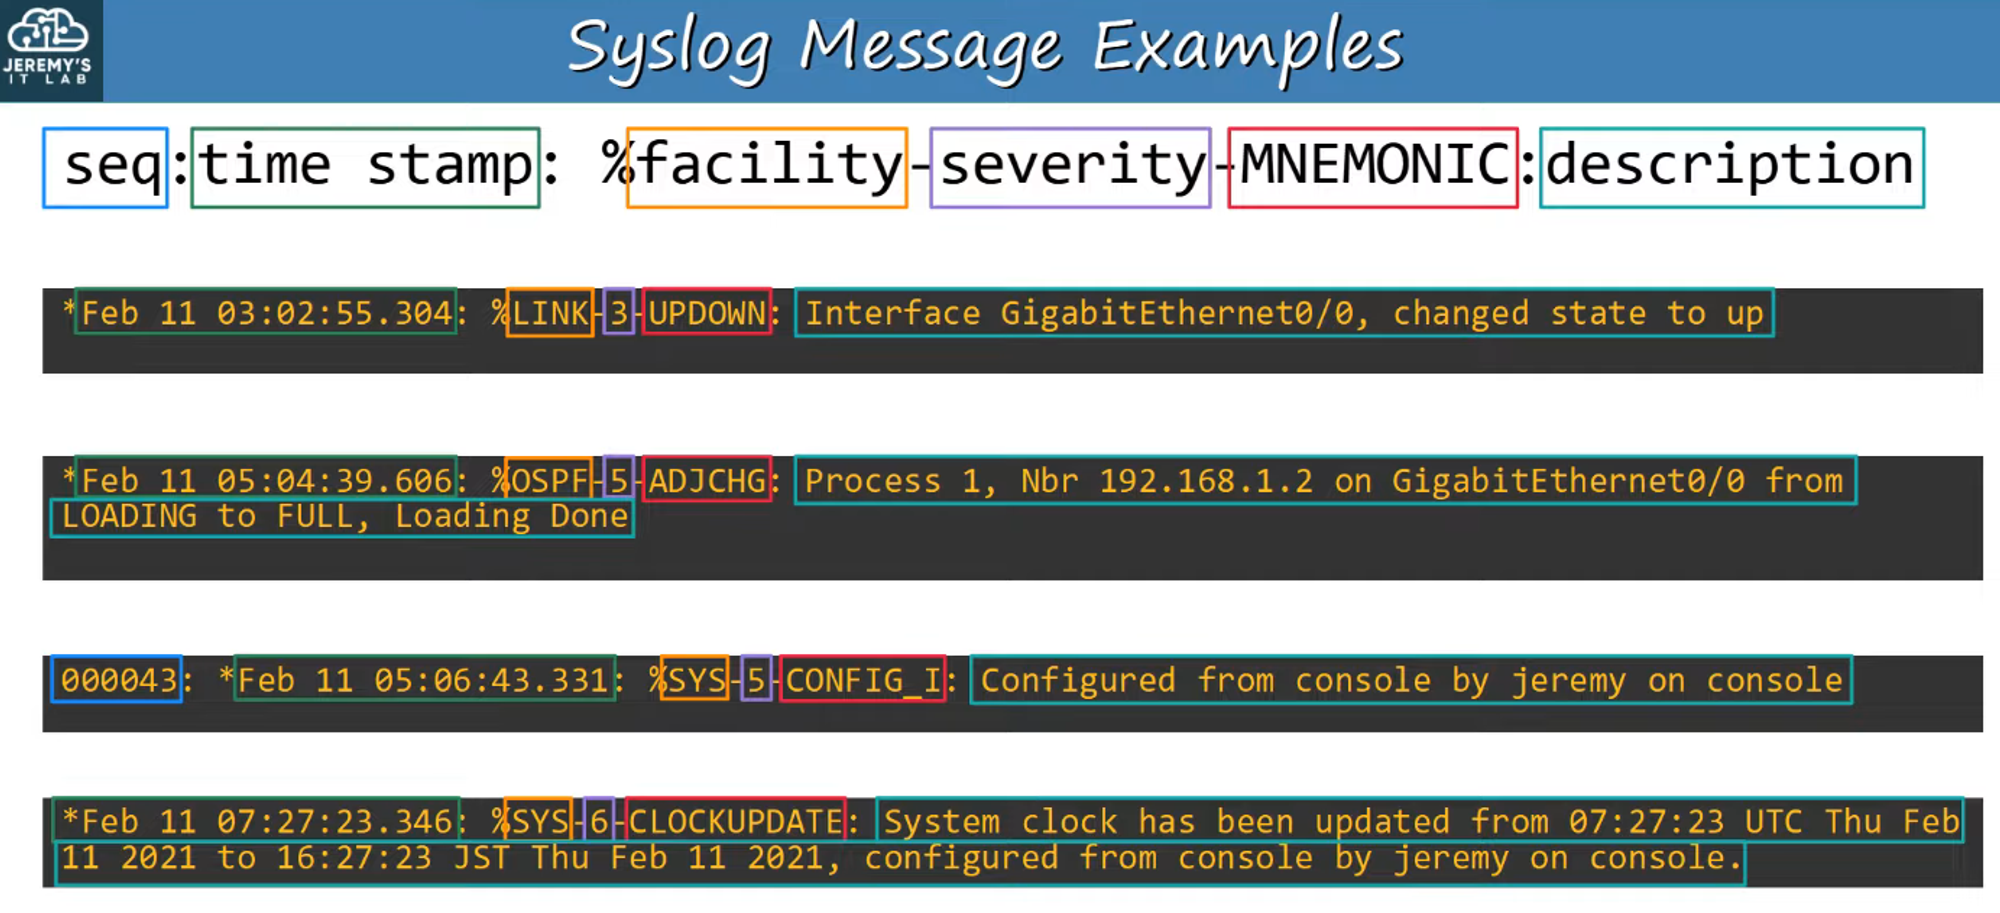 JEREMY'S
IT LAB
Syslog Message Examples
seq:time stamp: %facility-severity-MNEMONIC:description
*Feb 11 03:02:55.304: %LINK-3-UPDOWN: Interface GigabitEthernet0/0, changed state to up
*Feb 11 05:04:39.606: %OSPF-5-ADJCHG: Process 1, Nbr 192.168.1.2 on GigabitEthernet0/0 from
LOADING to FULL, Loading Done
000043: *Feb 11 05:06:43.331: %SYS-5-CONFIG_I: Configured from console by jeremy on console
*Feb 11 07:27:23.346: %SYS-6-CLOCKUPDATE: System clock has been updated from 07:27:23 UTC Thu Feb
11 2021 to 16:27:23 JST Thu Feb 11 2021, configured from console by jeremy on console.